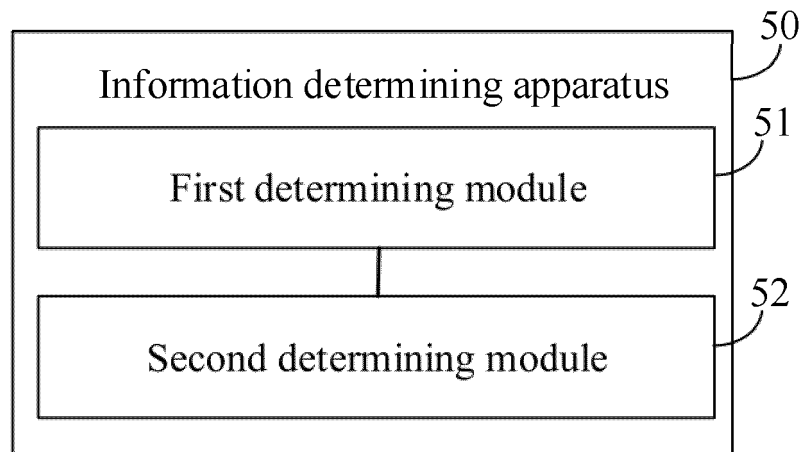 50
Information determining apparatus
51
First determining module
52
Second determining module